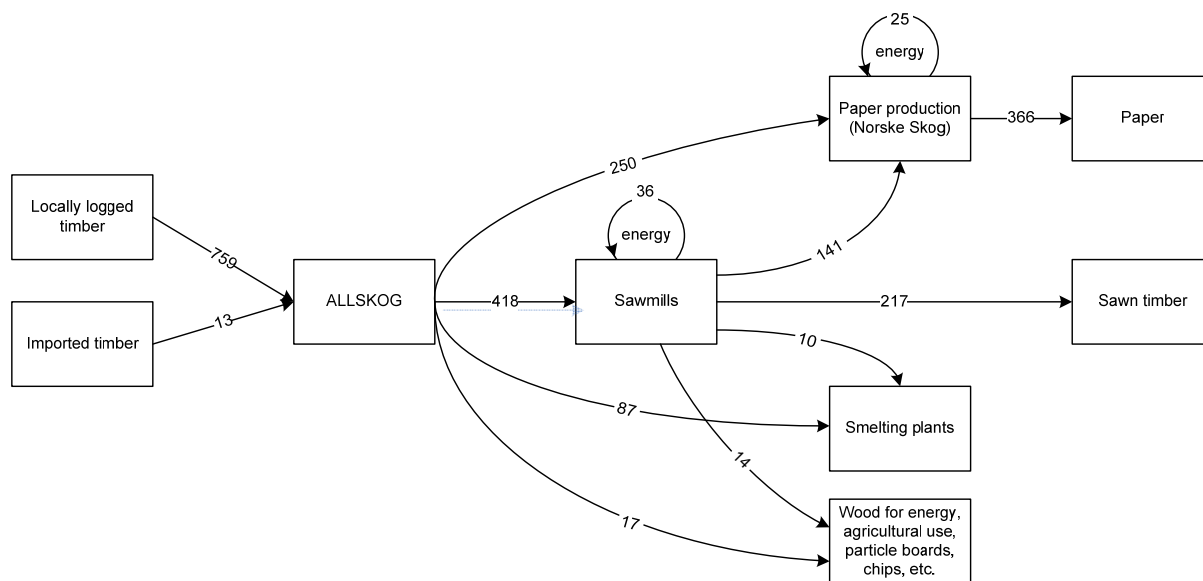 25
energy
Paper production
(Norske Skog)
366
Paper
250
Locally logged
timber
36
energy
759
141
ALLSKOG
418
Sawmills
217
Sawn timber
13
Imported timber
10
87
Smelting plants
14
17
Wood for energy,
agricultural use,
particle boards,
chips, etc.